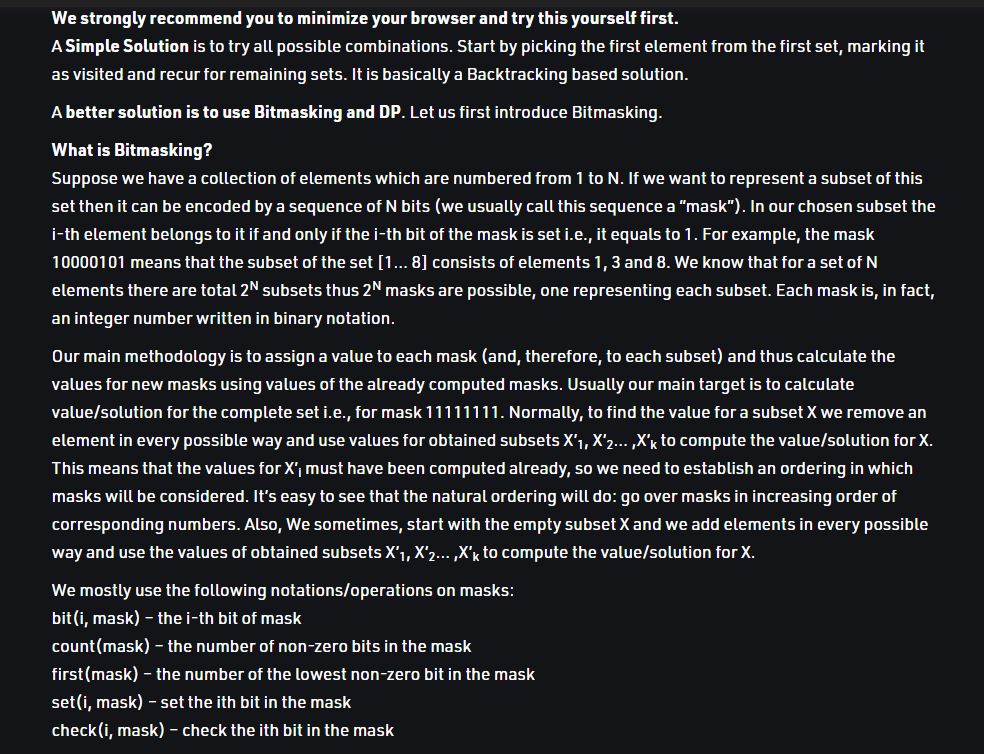 We strongly recommend you to minimize your browser and try this yourself first.
A Simple Solution is to try all possible combinations. Start by picking the first element from the first set, marking it
as visited and recur for remaining sets. It is basically a Backtracking based solution.
A better solution is to use Bitmasking and DP. Let us first introduce Bitmasking.
What is Bitmasking?
Suppose we have a collection of elements which are numbered from 1 to N. If we want to represent a subset of this
set then it can be encoded by a sequence of N bits (we usually call this sequence a “mask”). In our chosen subset the
i-th element belongs to it if and only if the i-th bit of the mask is set i.e., it equals to 1. For example, the mask
10000101 means that the subset of the set [1… 8] consists of elements 1, 3 and 8. We know that for a set of N
elements there are total 2ᴺ subsets thus 2ᴺ masks are possible, one representing each subset. Each mask is, in fact,
an integer number written in binary notation.
Our main methodology is to assign a value to each mask (and, therefore, to each subset) and thus calculate the
values for new masks using values of the already computed masks. Usually our main target is to calculate
value/solution for the complete set i.e., for mask 11111111. Normally, to find the value for a subset X we remove an
element in every possible way and use values for obtained subsets X’₁, X’₂… ,X’ₖ to compute the value/solution for X.
This means that the values for X’ᵢ must have been computed already, so we need to establish an ordering in which
masks will be considered. It’s easy to see that the natural ordering will do: go over masks in increasing order of
corresponding numbers. Also, We sometimes, start with the empty subset X and we add elements in every possible
way and use the values of obtained subsets X’₁, X’₂… ,X’ₖ to compute the value/solution for X.
We mostly use the following notations/operations on masks:
bit(i, mask) – the i-th bit of mask
count(mask) – the number of non-zero bits in the mask
first(mask) – the number of the lowest non-zero bit in the mask
set(i, mask) – set the ith bit in the mask
check(i, mask) – check the ith bit in the mask